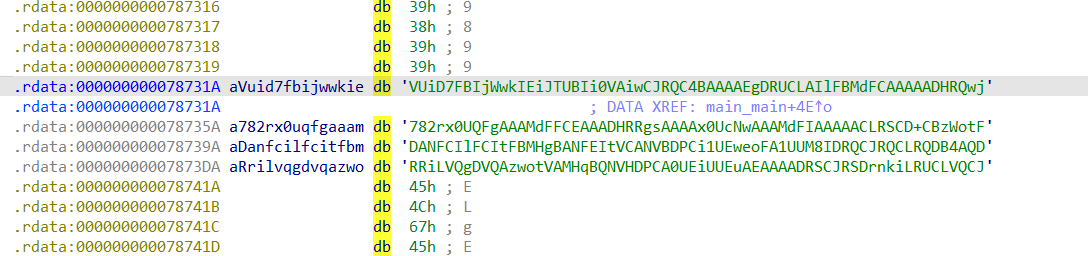 .rdata:0000000000787316 db 39h ; 9
.rdata:0000000000787317 db 38h ; 8
.rdata:0000000000787318 db 39h ; 9
.rdata:0000000000787319 db 39h ; 9
.rdata:000000000078731A aVuid7fbijwwkie db 'VUiD7FBIjWwkIEiJTUBIi0VAiwCJRQC4BAAAAEgDRUCLAIlFBMdFCAAAAADHRQwj'
.rdata:000000000078731A ; DATA XREF: main_main+4E↑o
.rdata:000000000078735A a782rx0uqfgaaam db '782rx0UQFgAAAMdFFCEAAADHRRgsAAAAx0UcNwAAAMdFIAAAAACLRSCD+CBzWotF'
.rdata:000000000078739A aDanfcilfcitfbm db 'DANFCIlFCItFBMHgBANFEItVCANVBDPCi1UEweoFA1UUM8IDRQCJRQCLRQDB4AQD'
.rdata:00000000007873DA aRrilvqgdvqazwo db 'RRiLVQgDVQAzwotVAMHqBQNVHDPCA0UEiUUEuAEAAAADRSCJRSDrnkiLRUCLVQCJ'
.rdata:000000000078741A db 45h ; E
.rdata:000000000078741B db 4Ch ; L
.rdata:000000000078741C db 67h ; g
.rdata:000000000078741D db 45h ; E